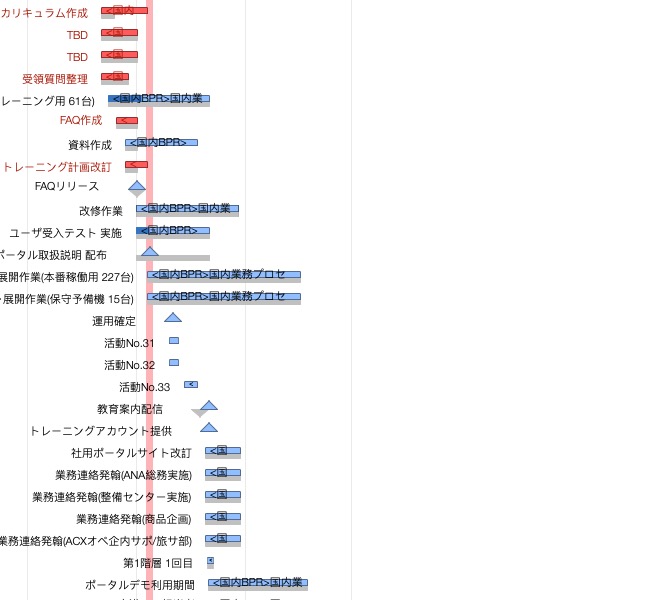 カリキュラム作成 <国内
TBD <国
TBD <国
受領質問整理 <国
レーニング用 61台) <国内BPR>国内業
FAQ作成 <
資料作成 <国内BPR>
トレーニング計画改訂 <
FAQリリース
改修作業 <国内BPR>国内業
ユーザ受入テスト 実施 <国内BPR>
ポータル取扱説明 配布
展開作業(本番稼働用 227台) <国内BPR>国内業務プロセ
展開作業(保守予備機 15台) <国内BPR>国内業務プロセ
運用確定
活動No.31
活動No.32
活動No.33 <
教育案内配信
トレーニングアカウント提供
社用ポータルサイト改訂 <国
業務連絡発翰(ANA総務実施) <国
業務連絡発翰(整備センター実施) <国
業務連絡発翰(商品企画) <国
業務連絡発翰(ACXオペ企内サポ/旅サ部) <国
第1階層 1回目 <
ポータルデモ利用期間 <国内BPR>国内業